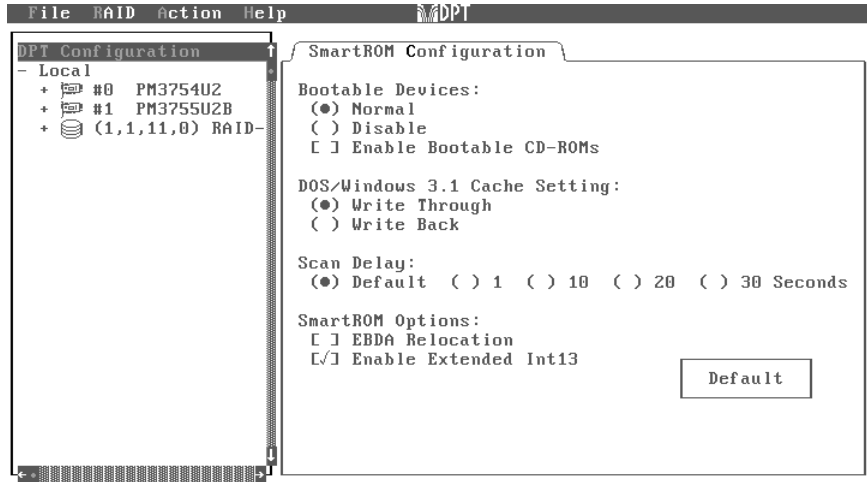 File RAID Action Help DPT
DPT Configuration
- Local
+ #0 PM3754U2
+ #1 PM3755U2B
+ (1,1,11,0) RAID-
SmartROM Configuration
Bootable Devices:
(●) Normal
( ) Disable
[ ] Enable Bootable CD-ROMs
DOS/Windows 3.1 Cache Setting:
(●) Write Through
( ) Write Back
Scan Delay:
(●) Default ( ) 1 ( ) 10 ( ) 20 ( ) 30 Seconds
SmartROM Options:
[ ] EBDA Relocation
[√] Enable Extended Int13
Default